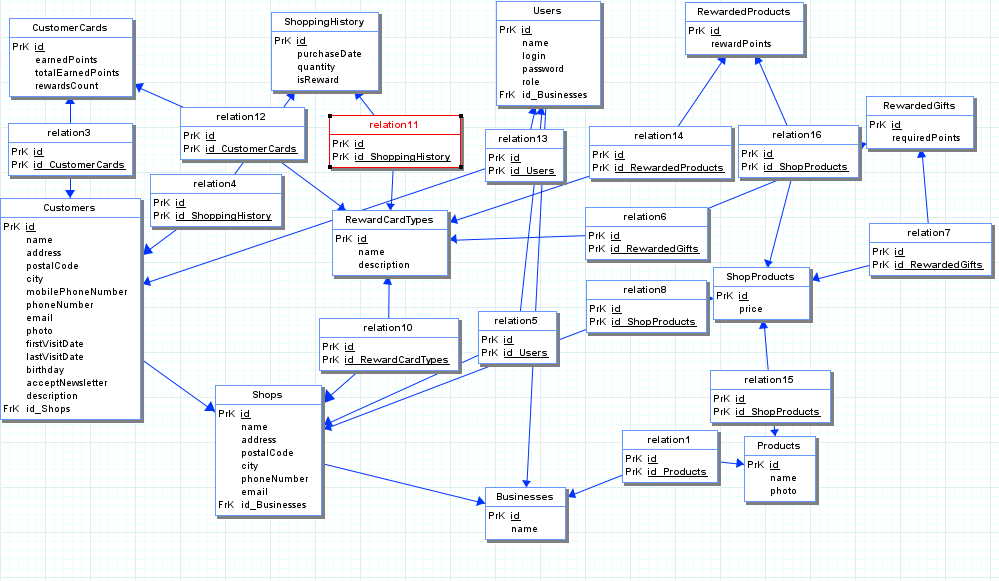 CustomerCards
PrK id
earnedPoints
totalEarnedPoints
rewardsCount
ShoppingHistory
PrK id
purchaseDate
quantity
isReward
Users
PrK id
name
login
password
role
FrK id_Businesses
RewardedProducts
PrK id
rewardPoints
RewardedGifts
PrK id
requiredPoints
relation3
PrK id
PrK id_CustomerCards
relation12
PrK id
PrK id_CustomerCards
relation11
PrK id
PrK id_ShoppingHistory
relation13
PrK id
PrK id_Users
relation14
PrK id
PrK id_RewardedProducts
relation16
PrK id
PrK id_ShopProducts
relation4
PrK id
PrK id_ShoppingHistory
Customers
PrK id
name
address
postalCode
city
mobilePhoneNumber
phoneNumber
email
photo
firstVisitDate
lastVisitDate
birthday
acceptNewsletter
description
FrK id_Shops
RewardCardTypes
PrK id
name
description
relation6
PrK id
PrK id_RewardedGifts
relation7
PrK id
PrK id_RewardedGifts
ShopProducts
PrK id
price
relation8
PrK id
PrK id_ShopProducts
relation10
PrK id
PrK id_RewardCardTypes
relation5
PrK id
PrK id_Users
relation15
PrK id
PrK id_ShopProducts
Shops
PrK id
name
address
postalCode
city
phoneNumber
email
FrK id_Businesses
relation1
PrK id
PrK id_Products
Products
PrK id
name
photo
Businesses
PrK id
name